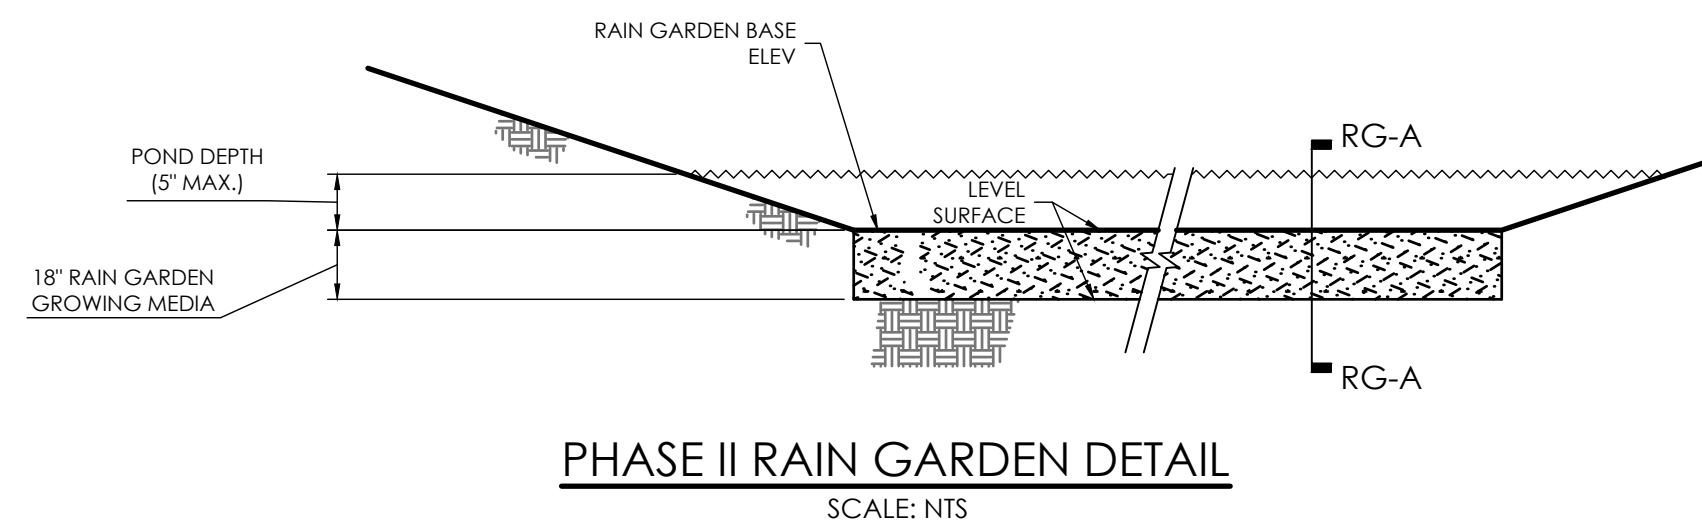 RAIN GARDEN BASE
ELEV
RG-A
POND DEPTH
(5" MAX.)
LEVEL
SURFACE
18" RAIN GARDEN
GROWING MEDIA
RG-A
PHASE II RAIN GARDEN DETAIL
SCALE: NTS